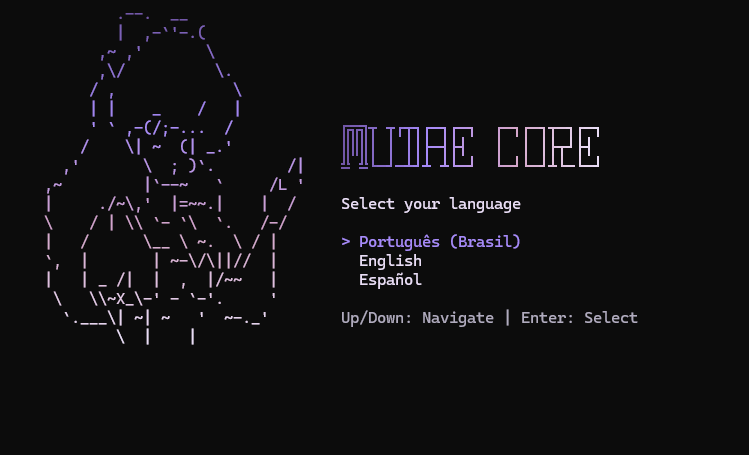 MUDAE CORE
Select your language
> Português (Brasil)
English
Español
Up/Down: Navigate | Enter: Select